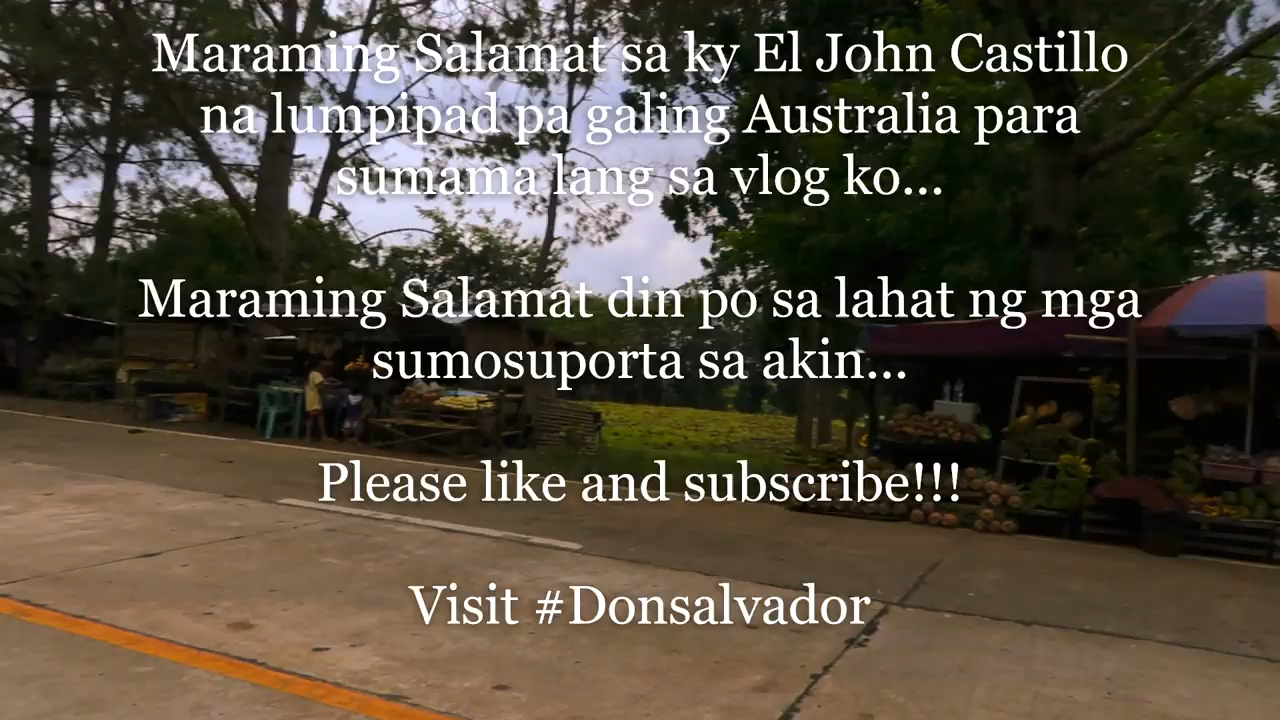 Maraming Salamat sa ky El John Castillo
na lumpipad pa galing Australia para
sumama lang sa vlog ko...
Maraming Salamat din po sa lahat ng mga
sumosuporta sa akin...
Please like and subscribe!!!
Visit #Donsalvador